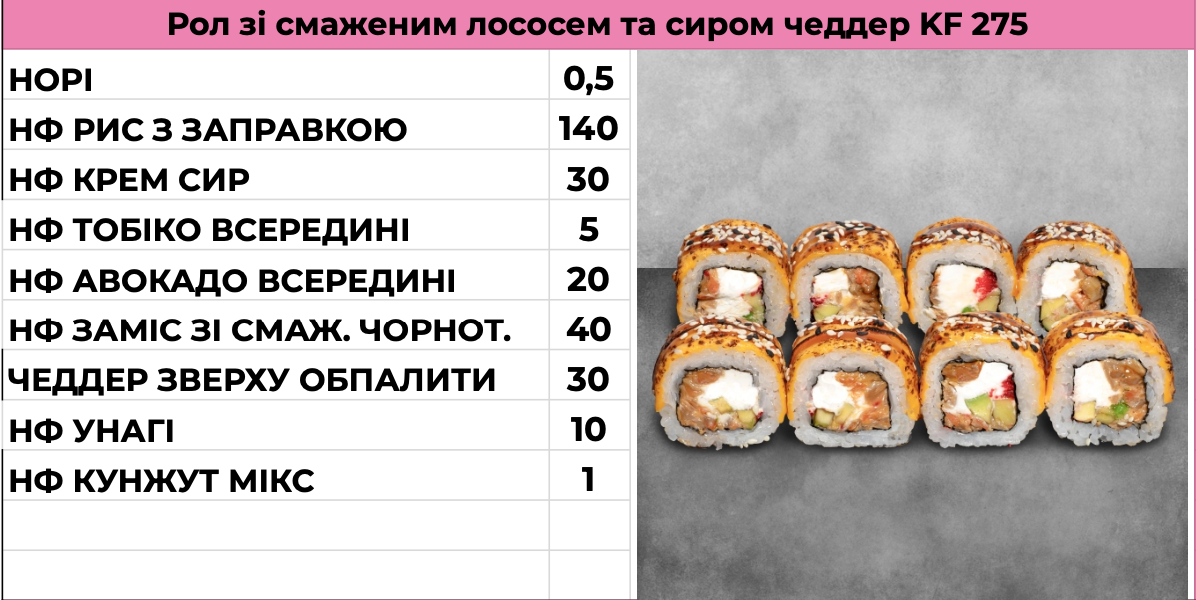 Рол зі смаженим лососем та сиром чеддер KF 275
НОРІ 0,5
НФ РИС З ЗАПРАВКОЮ 140
НФ КРЕМ СИР 30
НФ ТОБІКО ВСЕРЕДИНІ 5
НФ АВОКАДО ВСЕРЕДИНІ 20
НФ ЗАМІС ЗІ СМАЖ. ЧОРНОТ. 40
ЧЕДДЕР ЗВЕРХУ ОБПАЛИТИ 30
НФ УНАГІ 10
НФ КУНЖУТ МІКС 1